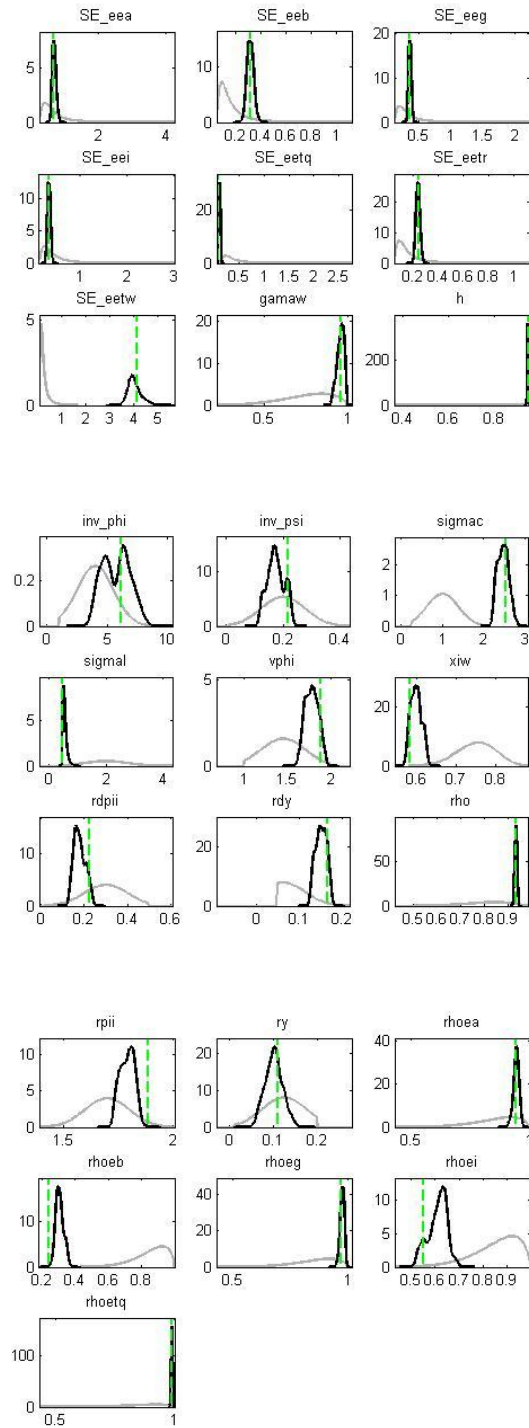 SE_eea SE_eeb SE_eeg
5
0
2 4
10
0
0.2 0.4 0.6 0.8 1
20
10
0
0.5 1 1.5 2
SE_eei SE_eetq SE_eetr
10
5
0
1 2 3
20
0
0.5 1 1.5 2 2.5
20
10
0
0.2 0.4 0.6 0.8 1
SE_eetw gamaw h
5
0
1 2 3 4 5
20
10
0
0.5 1
200
0
0.4 0.6 0.8
inv_phi inv_psi sigmac
0.2
0
0 5 10
10
0
0 0.2 0.4
2
0
0 1 2 3
sigmal vphi xiw
5
0
0 2 4
5
0
1 1.5 2
20
0
0.6 0.7 0.8
rdpii rdy rho
10
0
0 0.2 0.4 0.6
20
0
0 0.1 0.2
50
0
0.5 0.6 0.7 0.8 0.9
rpii ry rhoea
10
5
0
1.5 2
20
10
0
0 0.1 0.2
40
20
0
0.5 1
rhoeb rhoeg rhoei
10
0
0.2 0.4 0.6 0.8 1
40
20
0
0.5 1
10
5
0
0.5 0.6 0.7 0.8 0.9
rhoetq
100
0
0.5 1